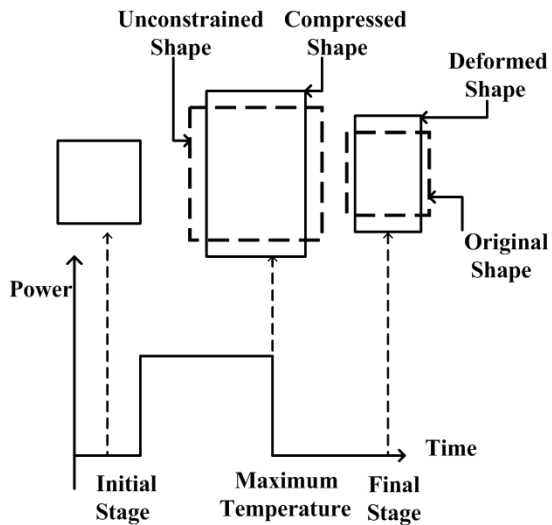 Unconstrained
Shape
Compressed
Shape
Deformed
Shape
Original
Shape
Power
Time
Initial
Stage
Maximum
Temperature
Final
Stage